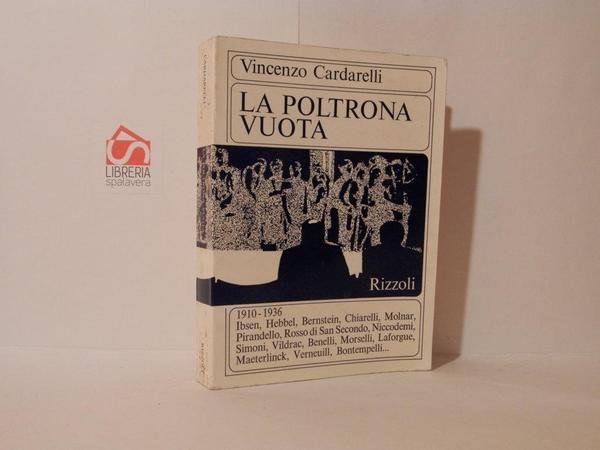 Vincenzo Cardarelli
LA POLTRONA
VUOTA
Rizzoli
1910-1936
Ibsen, Hebbel, Bernstein, Chiarelli, Molnar,
Pirandello, Rosso di San Secondo, Niccodemi,
Simoni, Vildrac, Benelli, Morselli, Laforgue,
Maeterlinck, Verneuill, Bontempelli...
LIBRERIA
spalavera